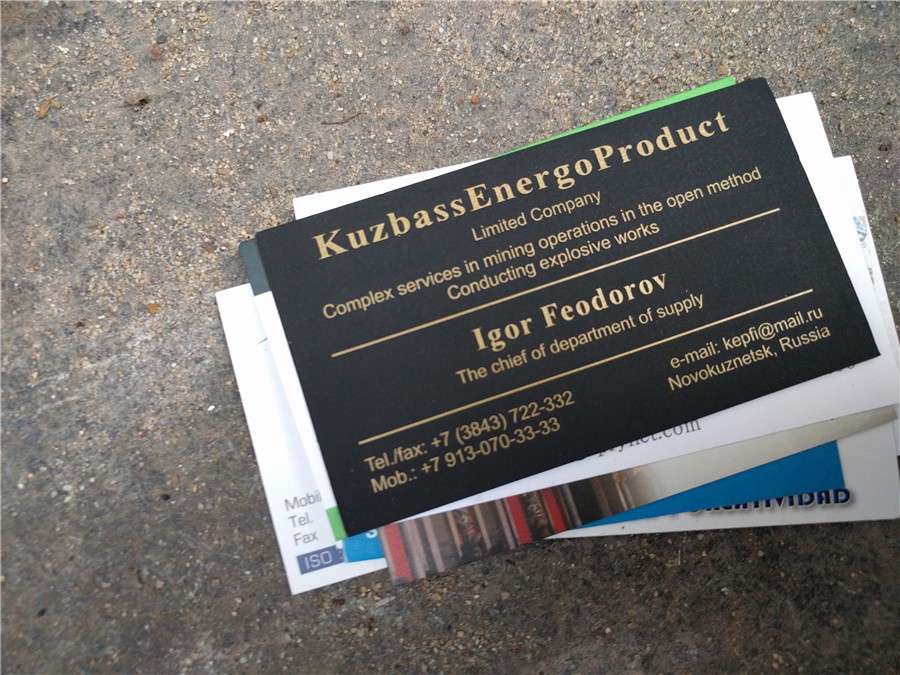 KuzbassEnergoProduct
Limited Company
Complex services in mining operations in the open method
Conducting explosive works
Igor Feodorov
The chief of department of supply
Tel./fax: +7 (3843) 722-332
Mob.: +7 913-070-33-33
e-mail: kepfi@mail.ru
Novokuznetsk, Russia
Tel.
Fax
ISO